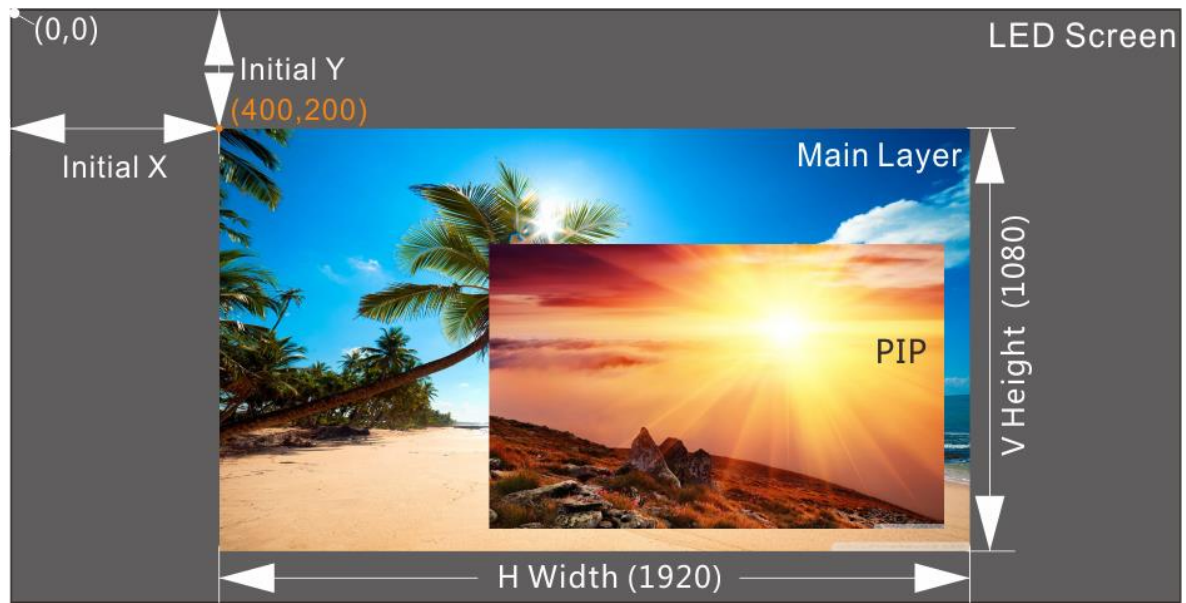 (0,0)
LED Screen
Initial Y
(400,200)
Initial X
Main Layer
PIP
V Height (1080)
H Width (1920)